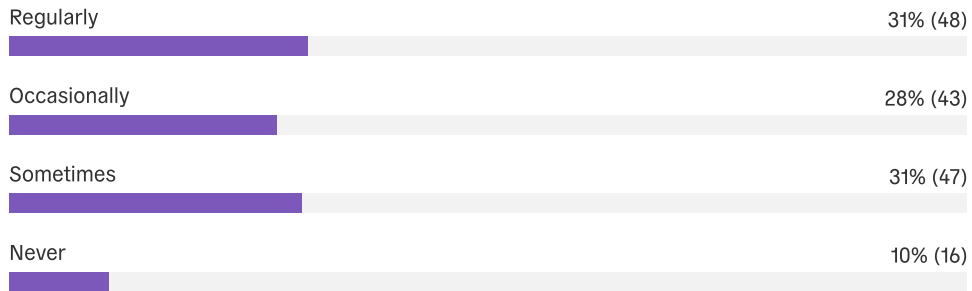 Regularly 31% (48)
Occasionally 28% (43)
Sometimes 31% (47)
Never 10% (16)